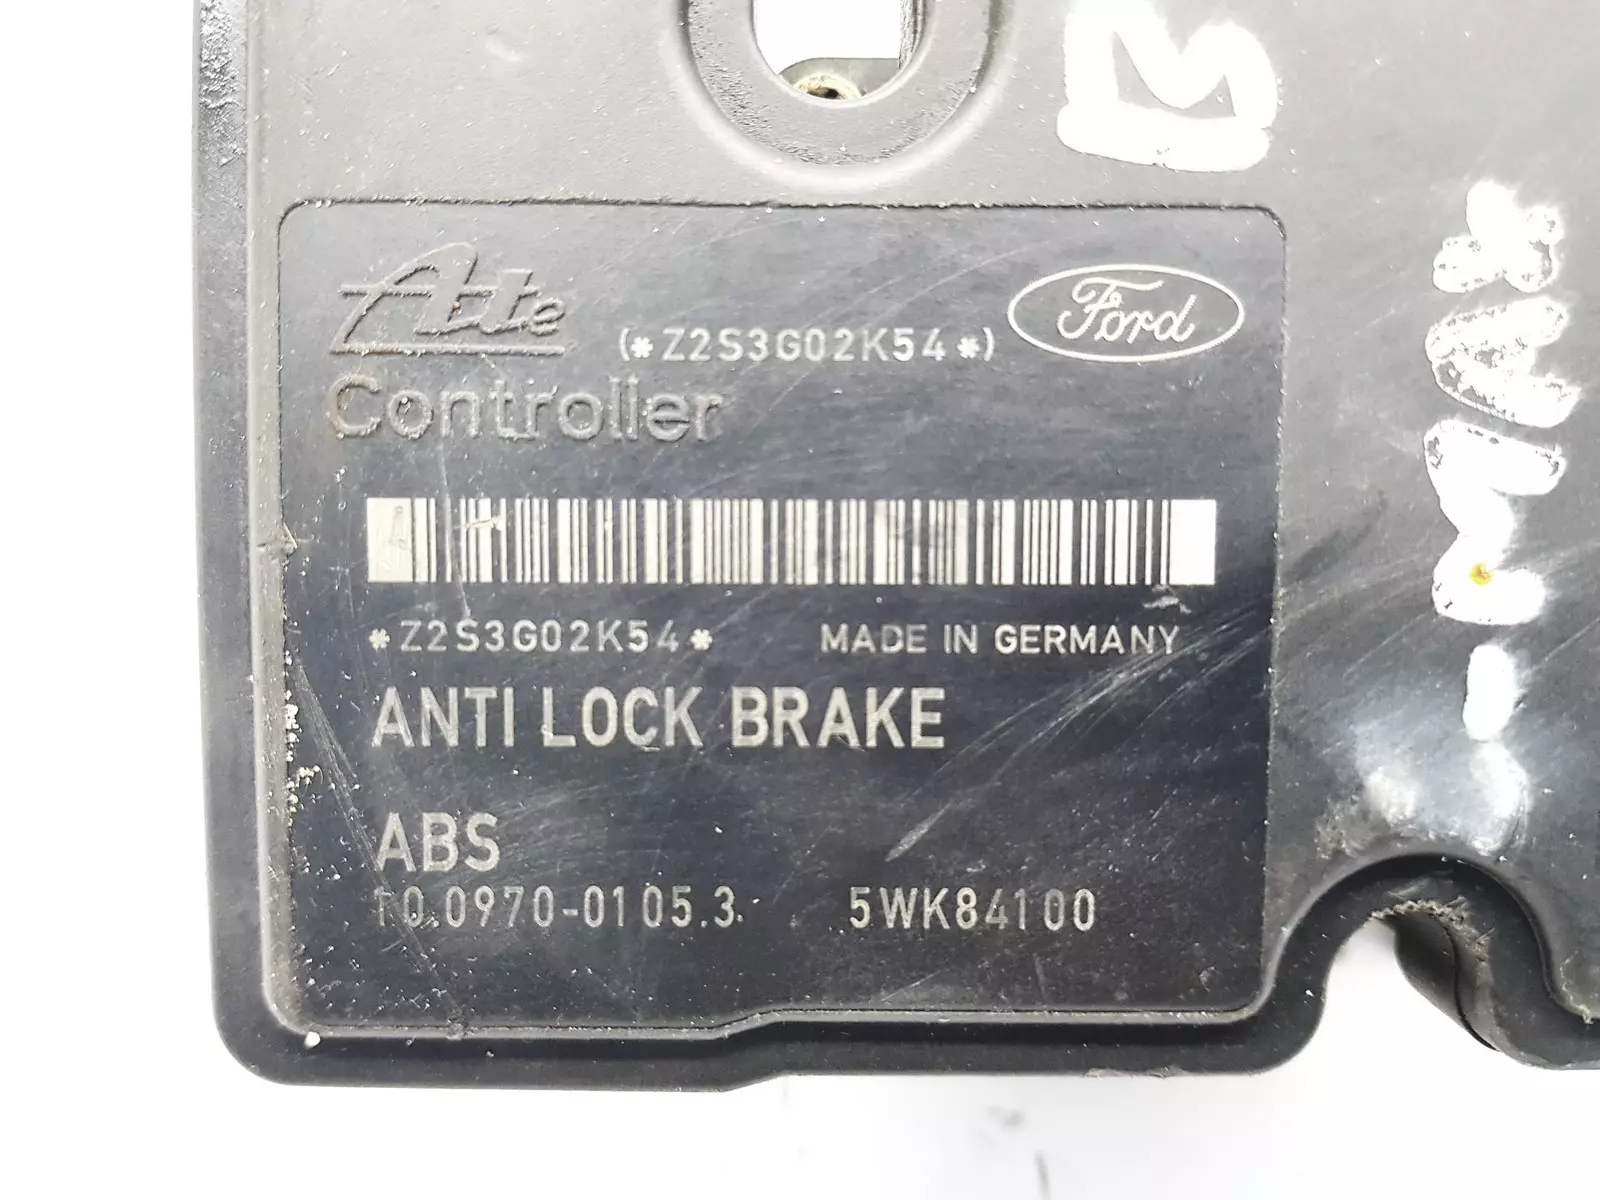 Ate
(*Z2S3G02K54*)
Ford
Controller
*Z2S3G02K54*
MADE IN GERMANY
ANTI LOCK BRAKE
ABS
10.0970-0105.3
5WK84100